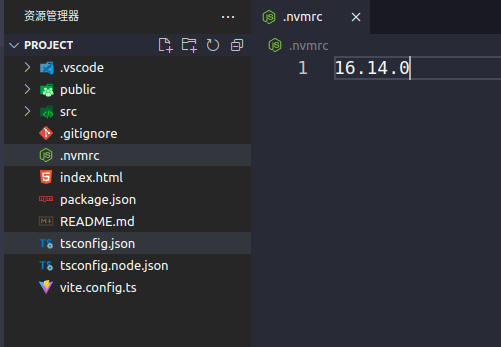 资源管理器
PROJECT
.vscode
public
src
.gitignore
.nvmrc
index.html
package.json
README.md
tsconfig.json
tsconfig.node.json
vite.config.ts
.nvmrc
.nvmrc
1 16.14.0